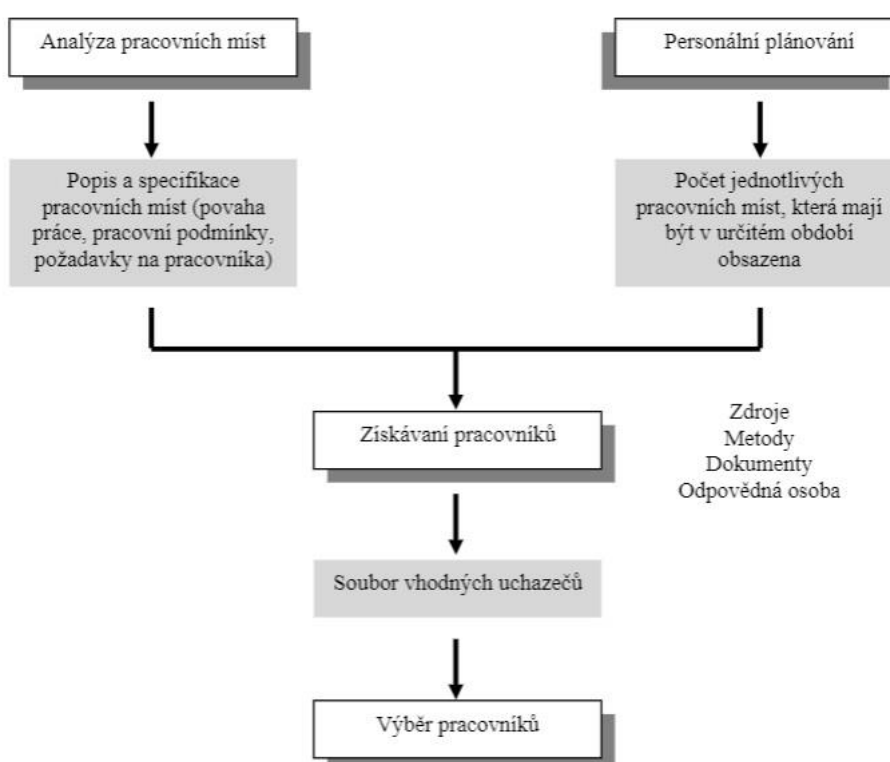 Analýza pracovních míst
Personální plánování
Popis a specifikace
pracovních míst (povaha
práce, pracovní podmínky,
požadavky na pracovníka)
Počet jednotlivých
pracovních míst, která mají
být v určitém období
obsazena
Získávaní pracovníků
Zdroje
Metody
Dokumenty
Odpovědná osoba
Soubor vhodných uchazečů
Výběr pracovníků